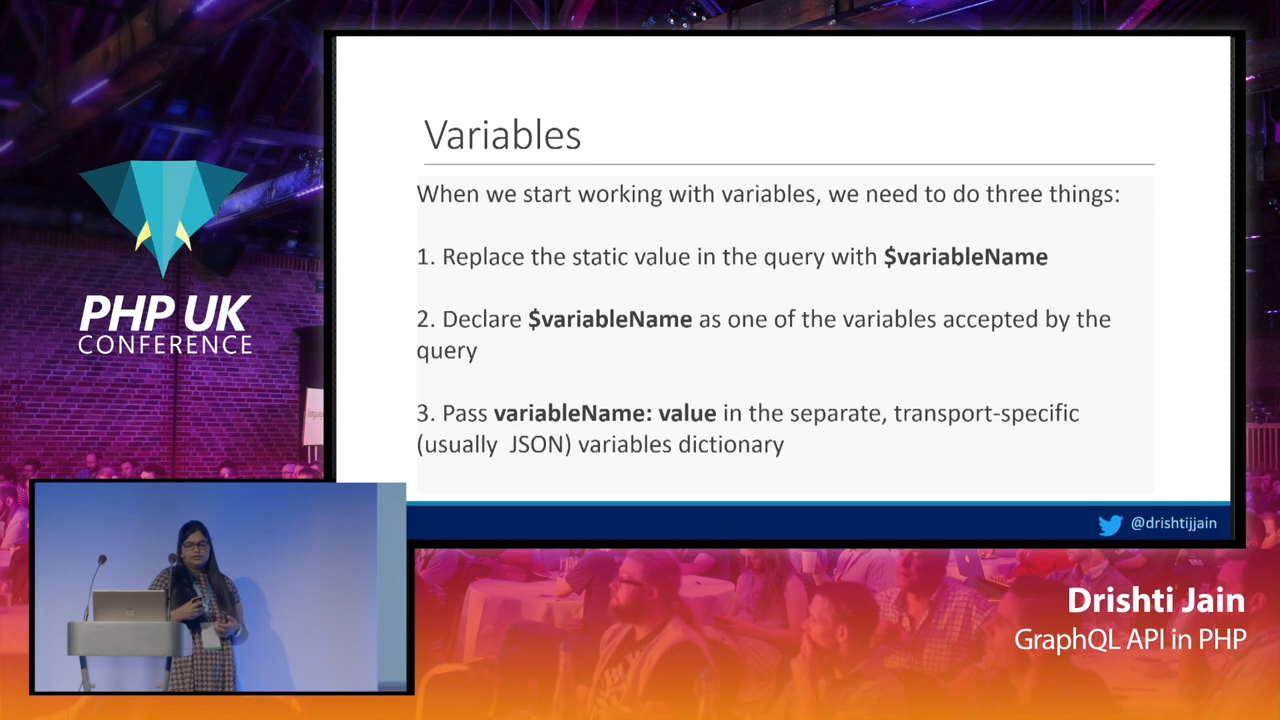 PHP UK
CONFERENCE
Variables
When we start working with variables, we need to do three things:
1. Replace the static value in the query with $variableName
2. Declare $variableName as one of the variables accepted by the
query
3. Pass variableName: value in the separate, transport-specific
(usually JSON) variables dictionary
@drishtijjain
Drishti Jain
GraphQL API in PHP